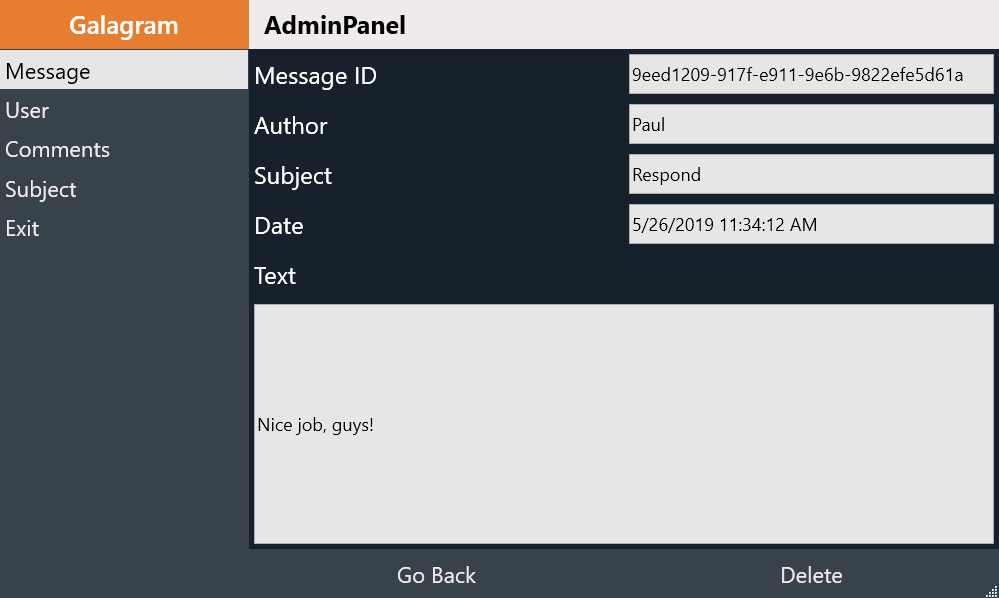 Galagram
AdminPanel
Message
User
Comments
Subject
Exit
Message ID 9eed1209-917f-e911-9e6b-9822efe5d61a
Author Paul
Subject Respond
Date 5/26/2019 11:34:12 AM
Text
Nice job, guys!
Go Back Delete